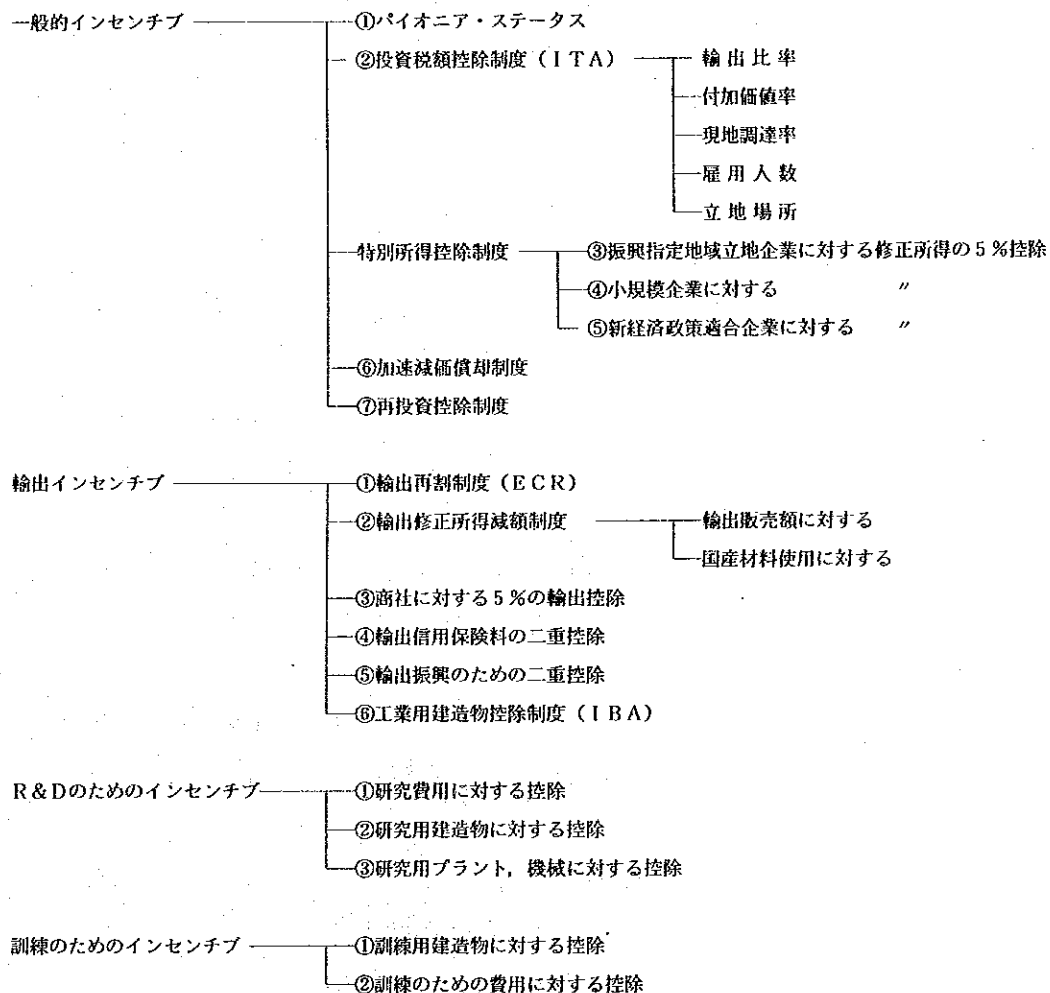 一般的インセンチブ ①パイオニア・ステータス
②投資税額控除制度（ＩＴＡ） 輸出比率
付加価値率
現地調達率
雇用人数
立地場所
特別所得控除制度 ③振興指定地域立地企業に対する修正所得の5％控除
④小規模企業に対する 〃
⑤新経済政策適合企業に対する 〃
⑥加速減価償却制度
⑦再投資控除制度
輸出インセンチブ ①輸出再割制度（ＥＣＲ）
②輸出修正所得減額制度 輸出販売額に対する
国産材料使用に対する
③商社に対する5％の輸出控除
④輸出信用保険料の二重控除
⑤輸出振興のための二重控除
⑥工業用建造物控除制度（ＩＢＡ）
Ｒ＆Ｄのためのインセンチブ ①研究費用に対する控除
②研究用建造物に対する控除
③研究用プラント，機械に対する控除
訓練のためのインセンチブ ①訓練用建造物に対する控除
②訓練のための費用に対する控除